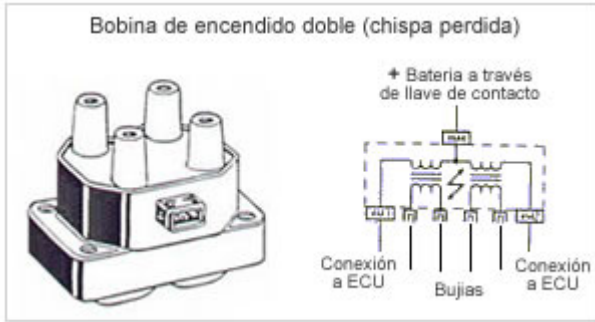 Bobina de encendido doble (chispa perdida)
+ Bateria a través
de llave de contacto
Conexión
a ECU
Bujias
Conexión
a ECU